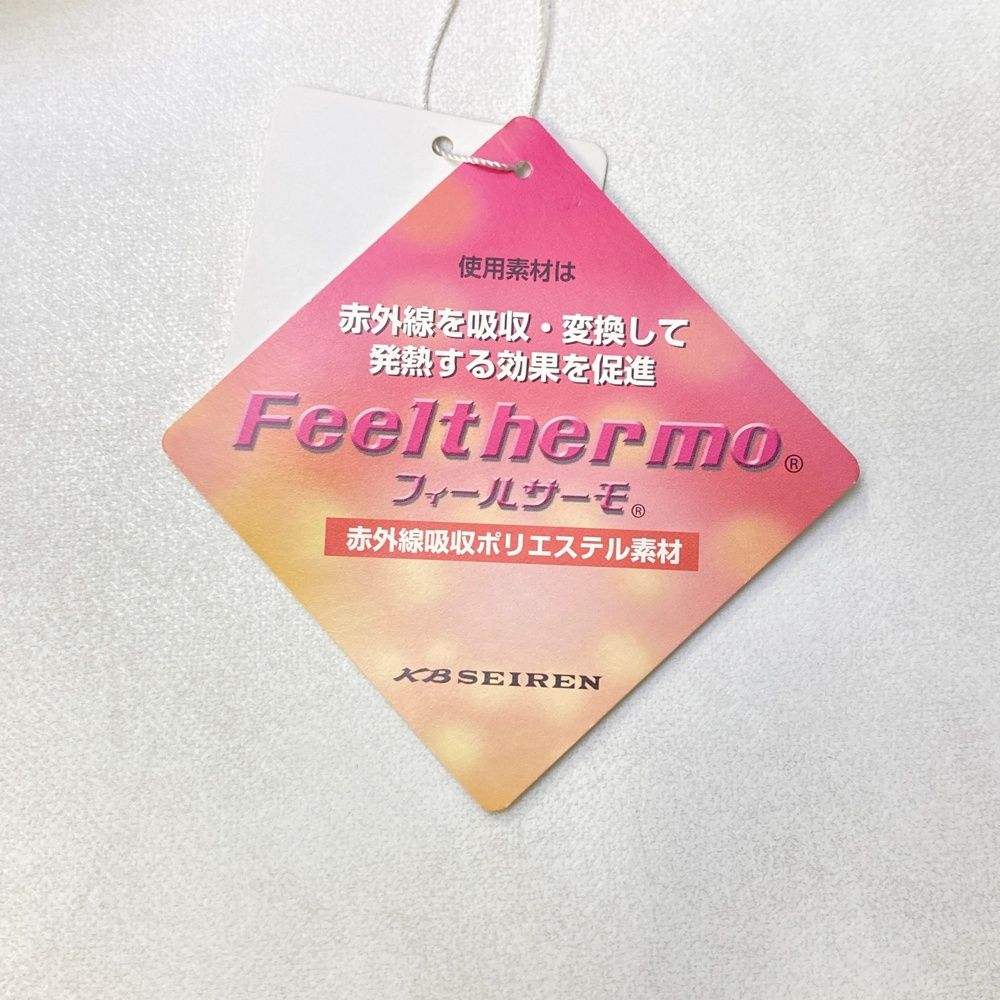 使用素材は
赤外線を吸収・変換して
発熱する効果を促進
Feelthermo®
フィールサーモ®
赤外線吸収ポリエステル素材
KB SEIREN